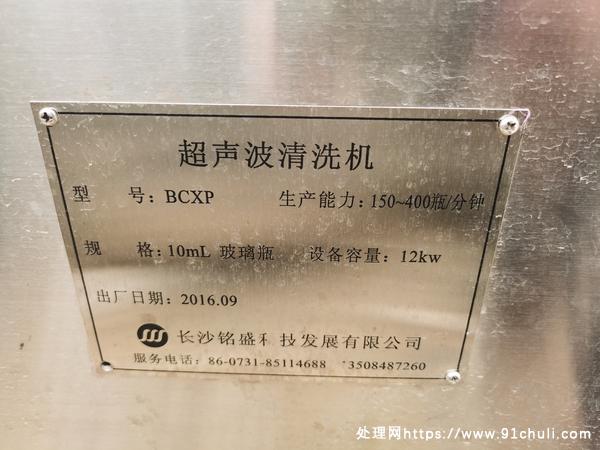 超声波清洗机
型 号: BCXP 生产能力: 150~400瓶/分钟
规 格: 10mL 玻璃瓶 设备容量: 12kw
出厂日期: 2016.09
长沙铭盛科技发展有限公司
服务电话: 86-0731-85114688 3508487260
处理网https://www.91chuli.com/